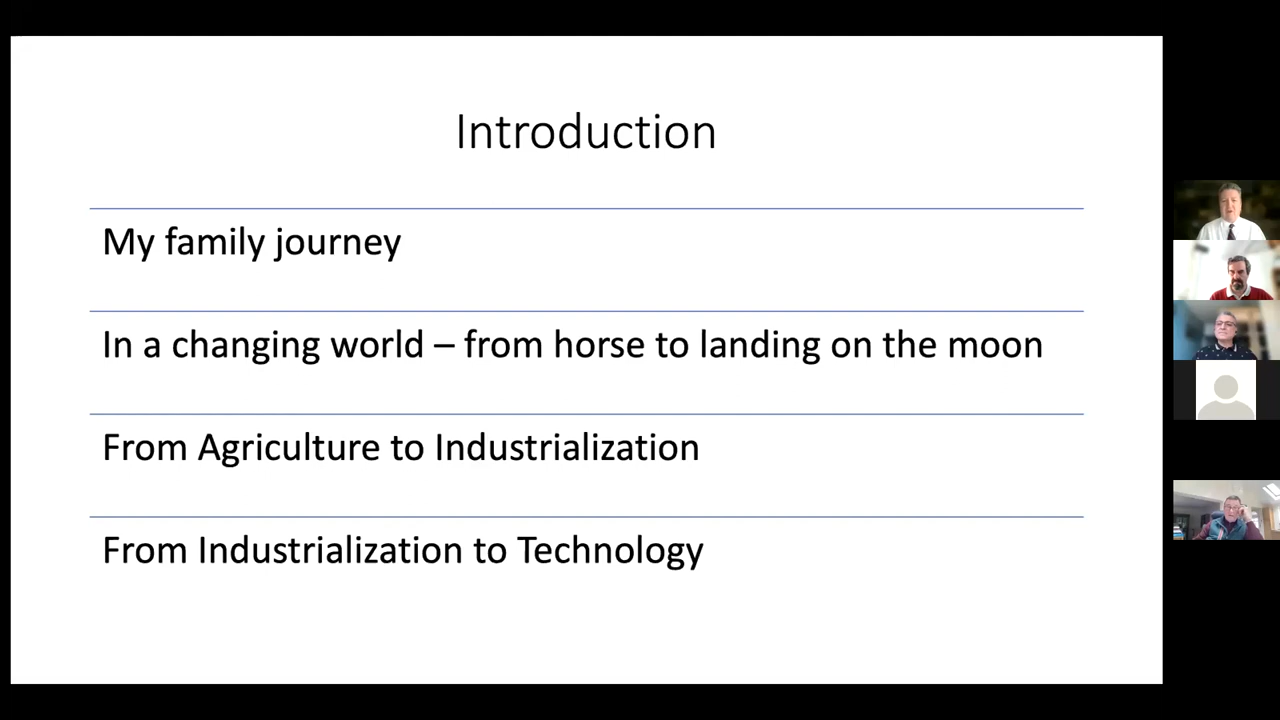 Introduction
My family journey
In a changing world – from horse to landing on the moon
From Agriculture to Industrialization
From Industrialization to Technology